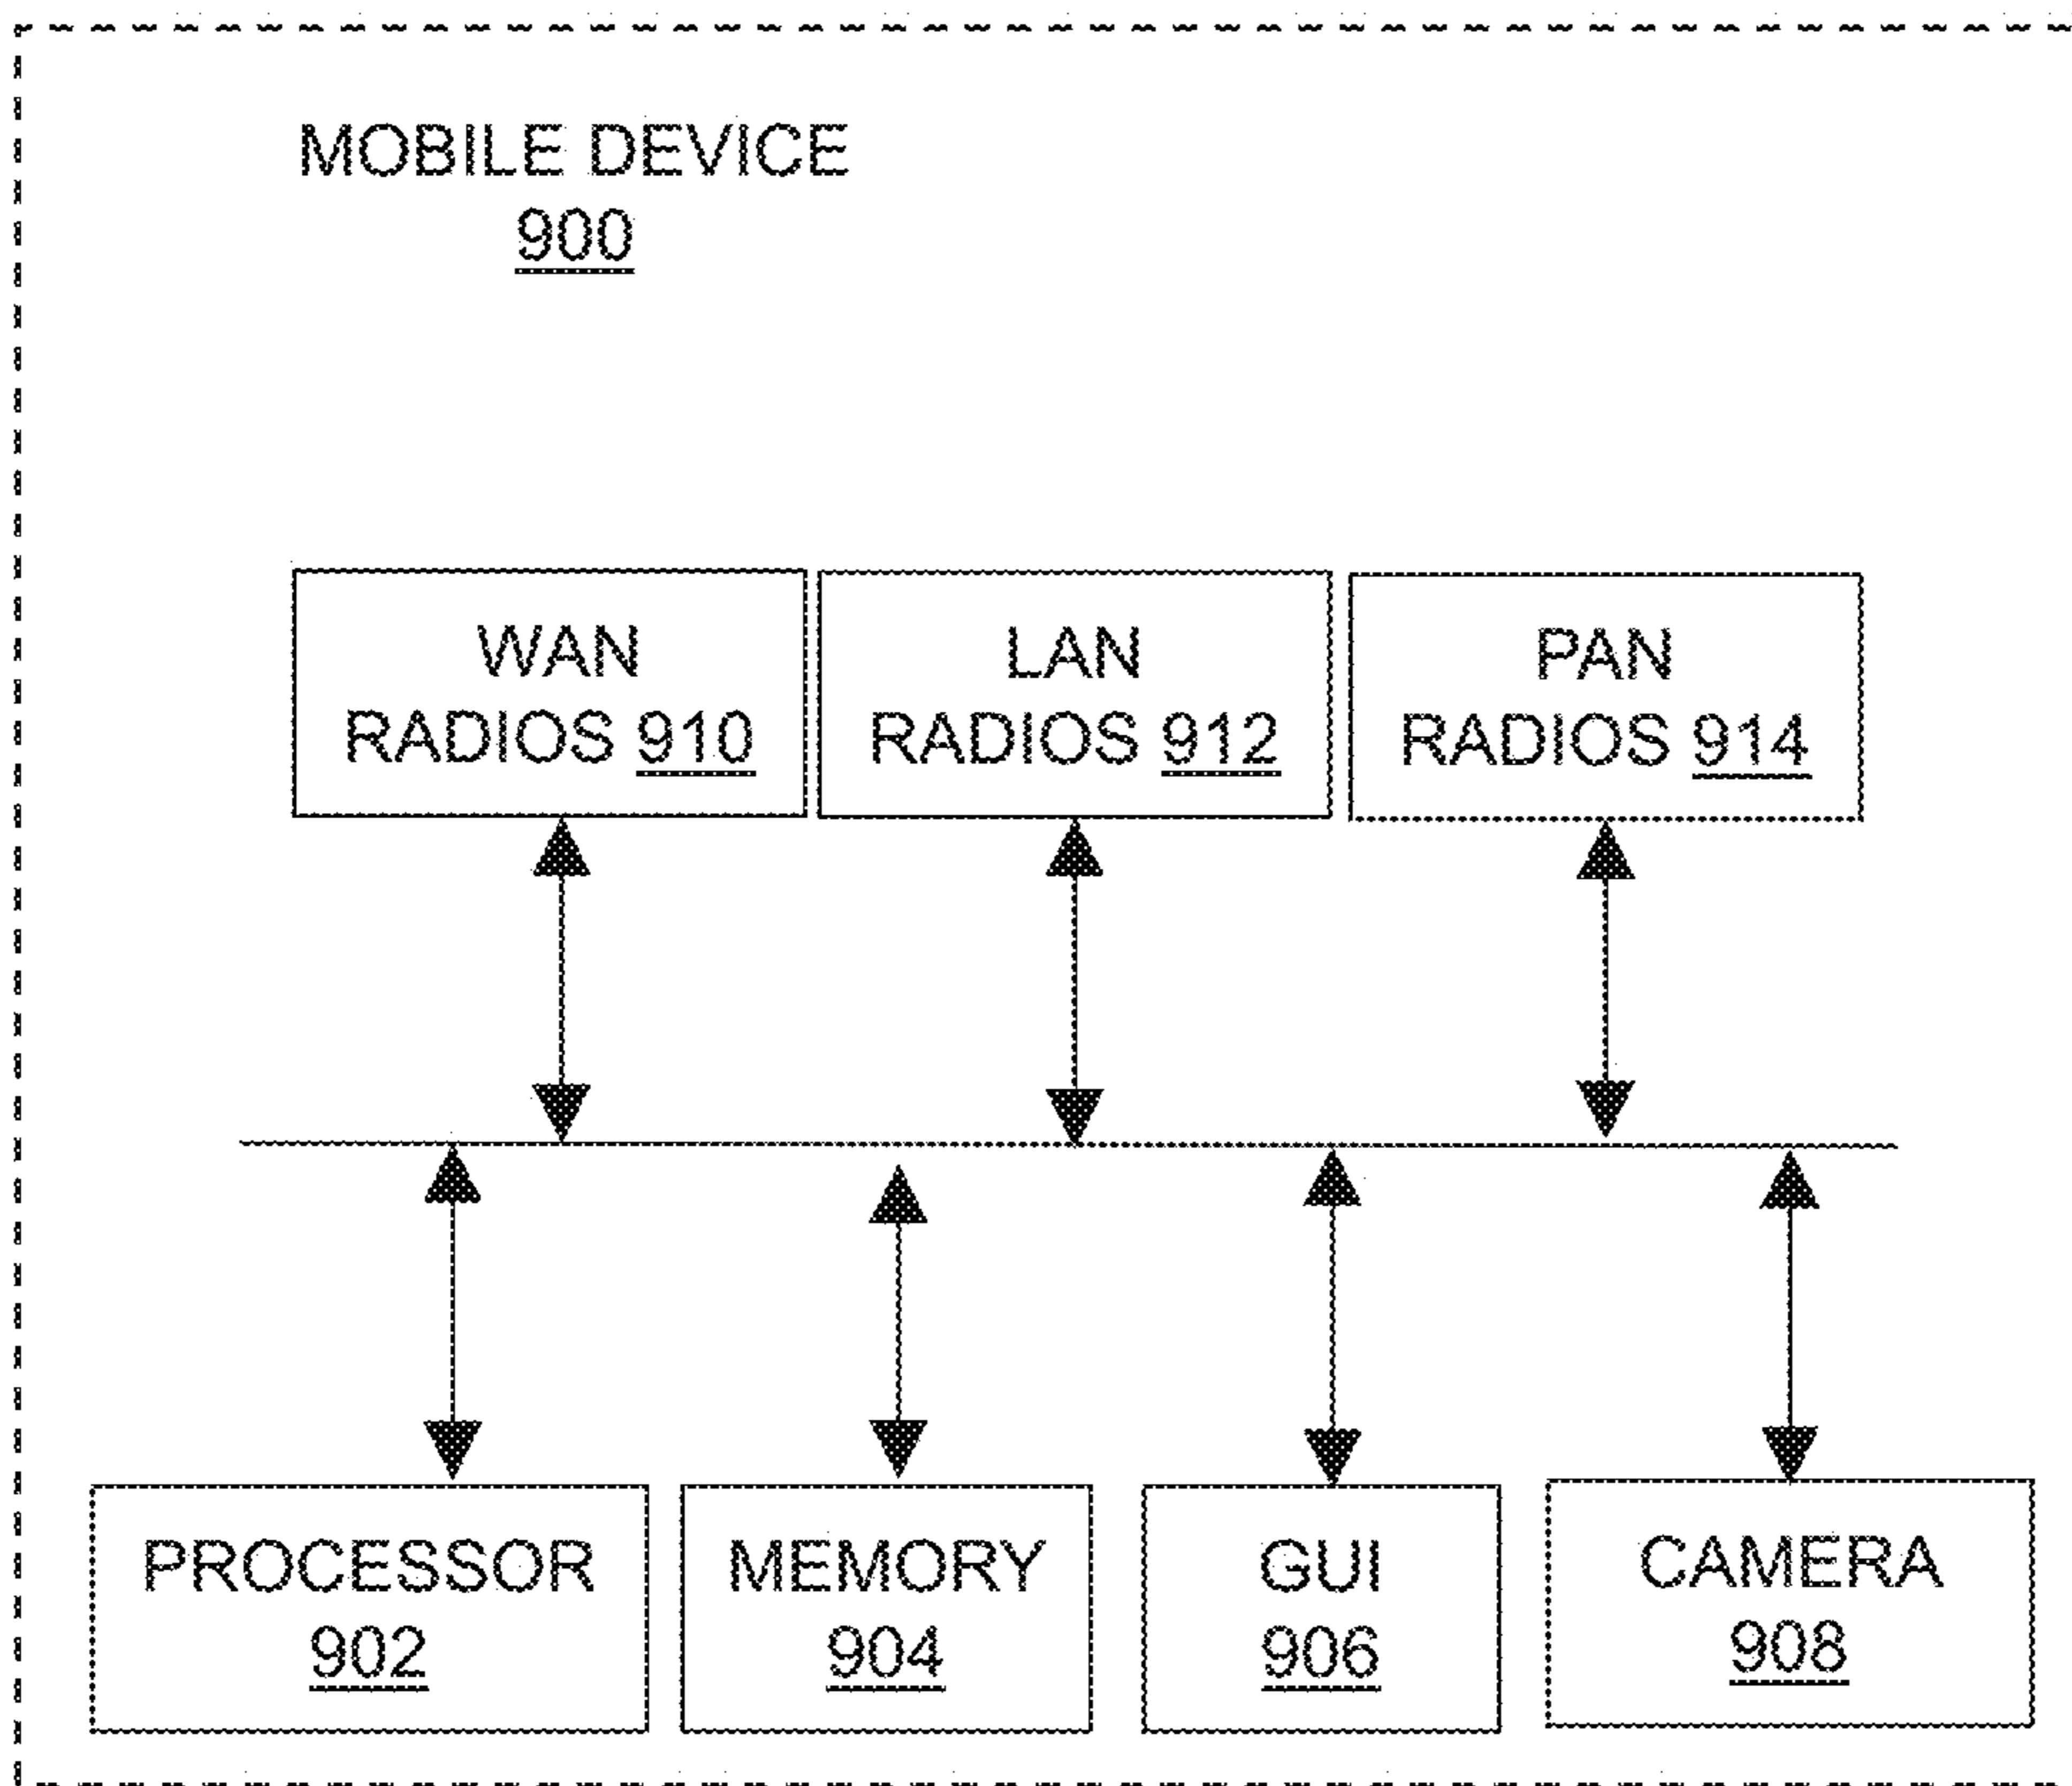 MOBILE DEVICE
900
WAN
RADIOS 910
LAN
RADIOS 912
PAN
RADIOS 914
PROCESSOR
902
MEMORY
904
GUI
906
CAMERA
908